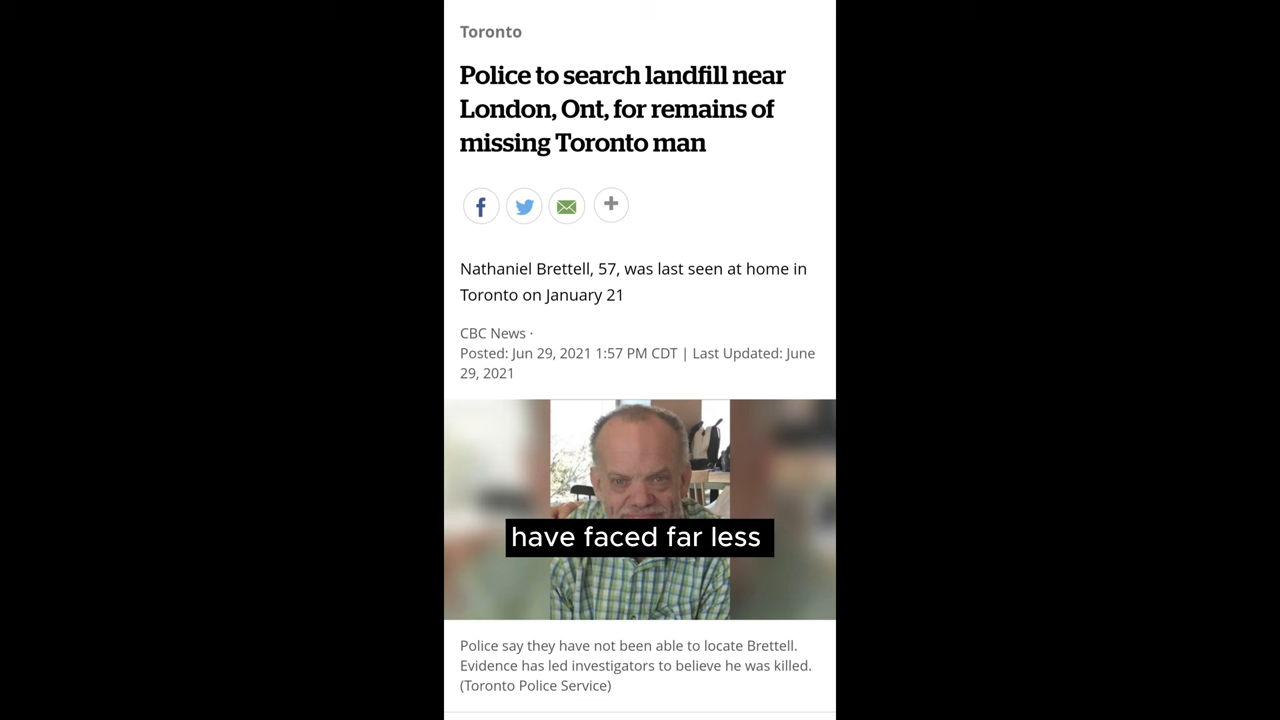 Toronto
Police to search landfill near
London, Ont, for remains of
missing Toronto man
Nathaniel Brettell, 57, was last seen at home in
Toronto on January 21
CBC News ·
Posted: Jun 29, 2021 1:57 PM CDT | Last Updated: June
29, 2021
have faced far less
Police say they have not been able to locate Brettell.
Evidence has led investigators to believe he was killed.
(Toronto Police Service)